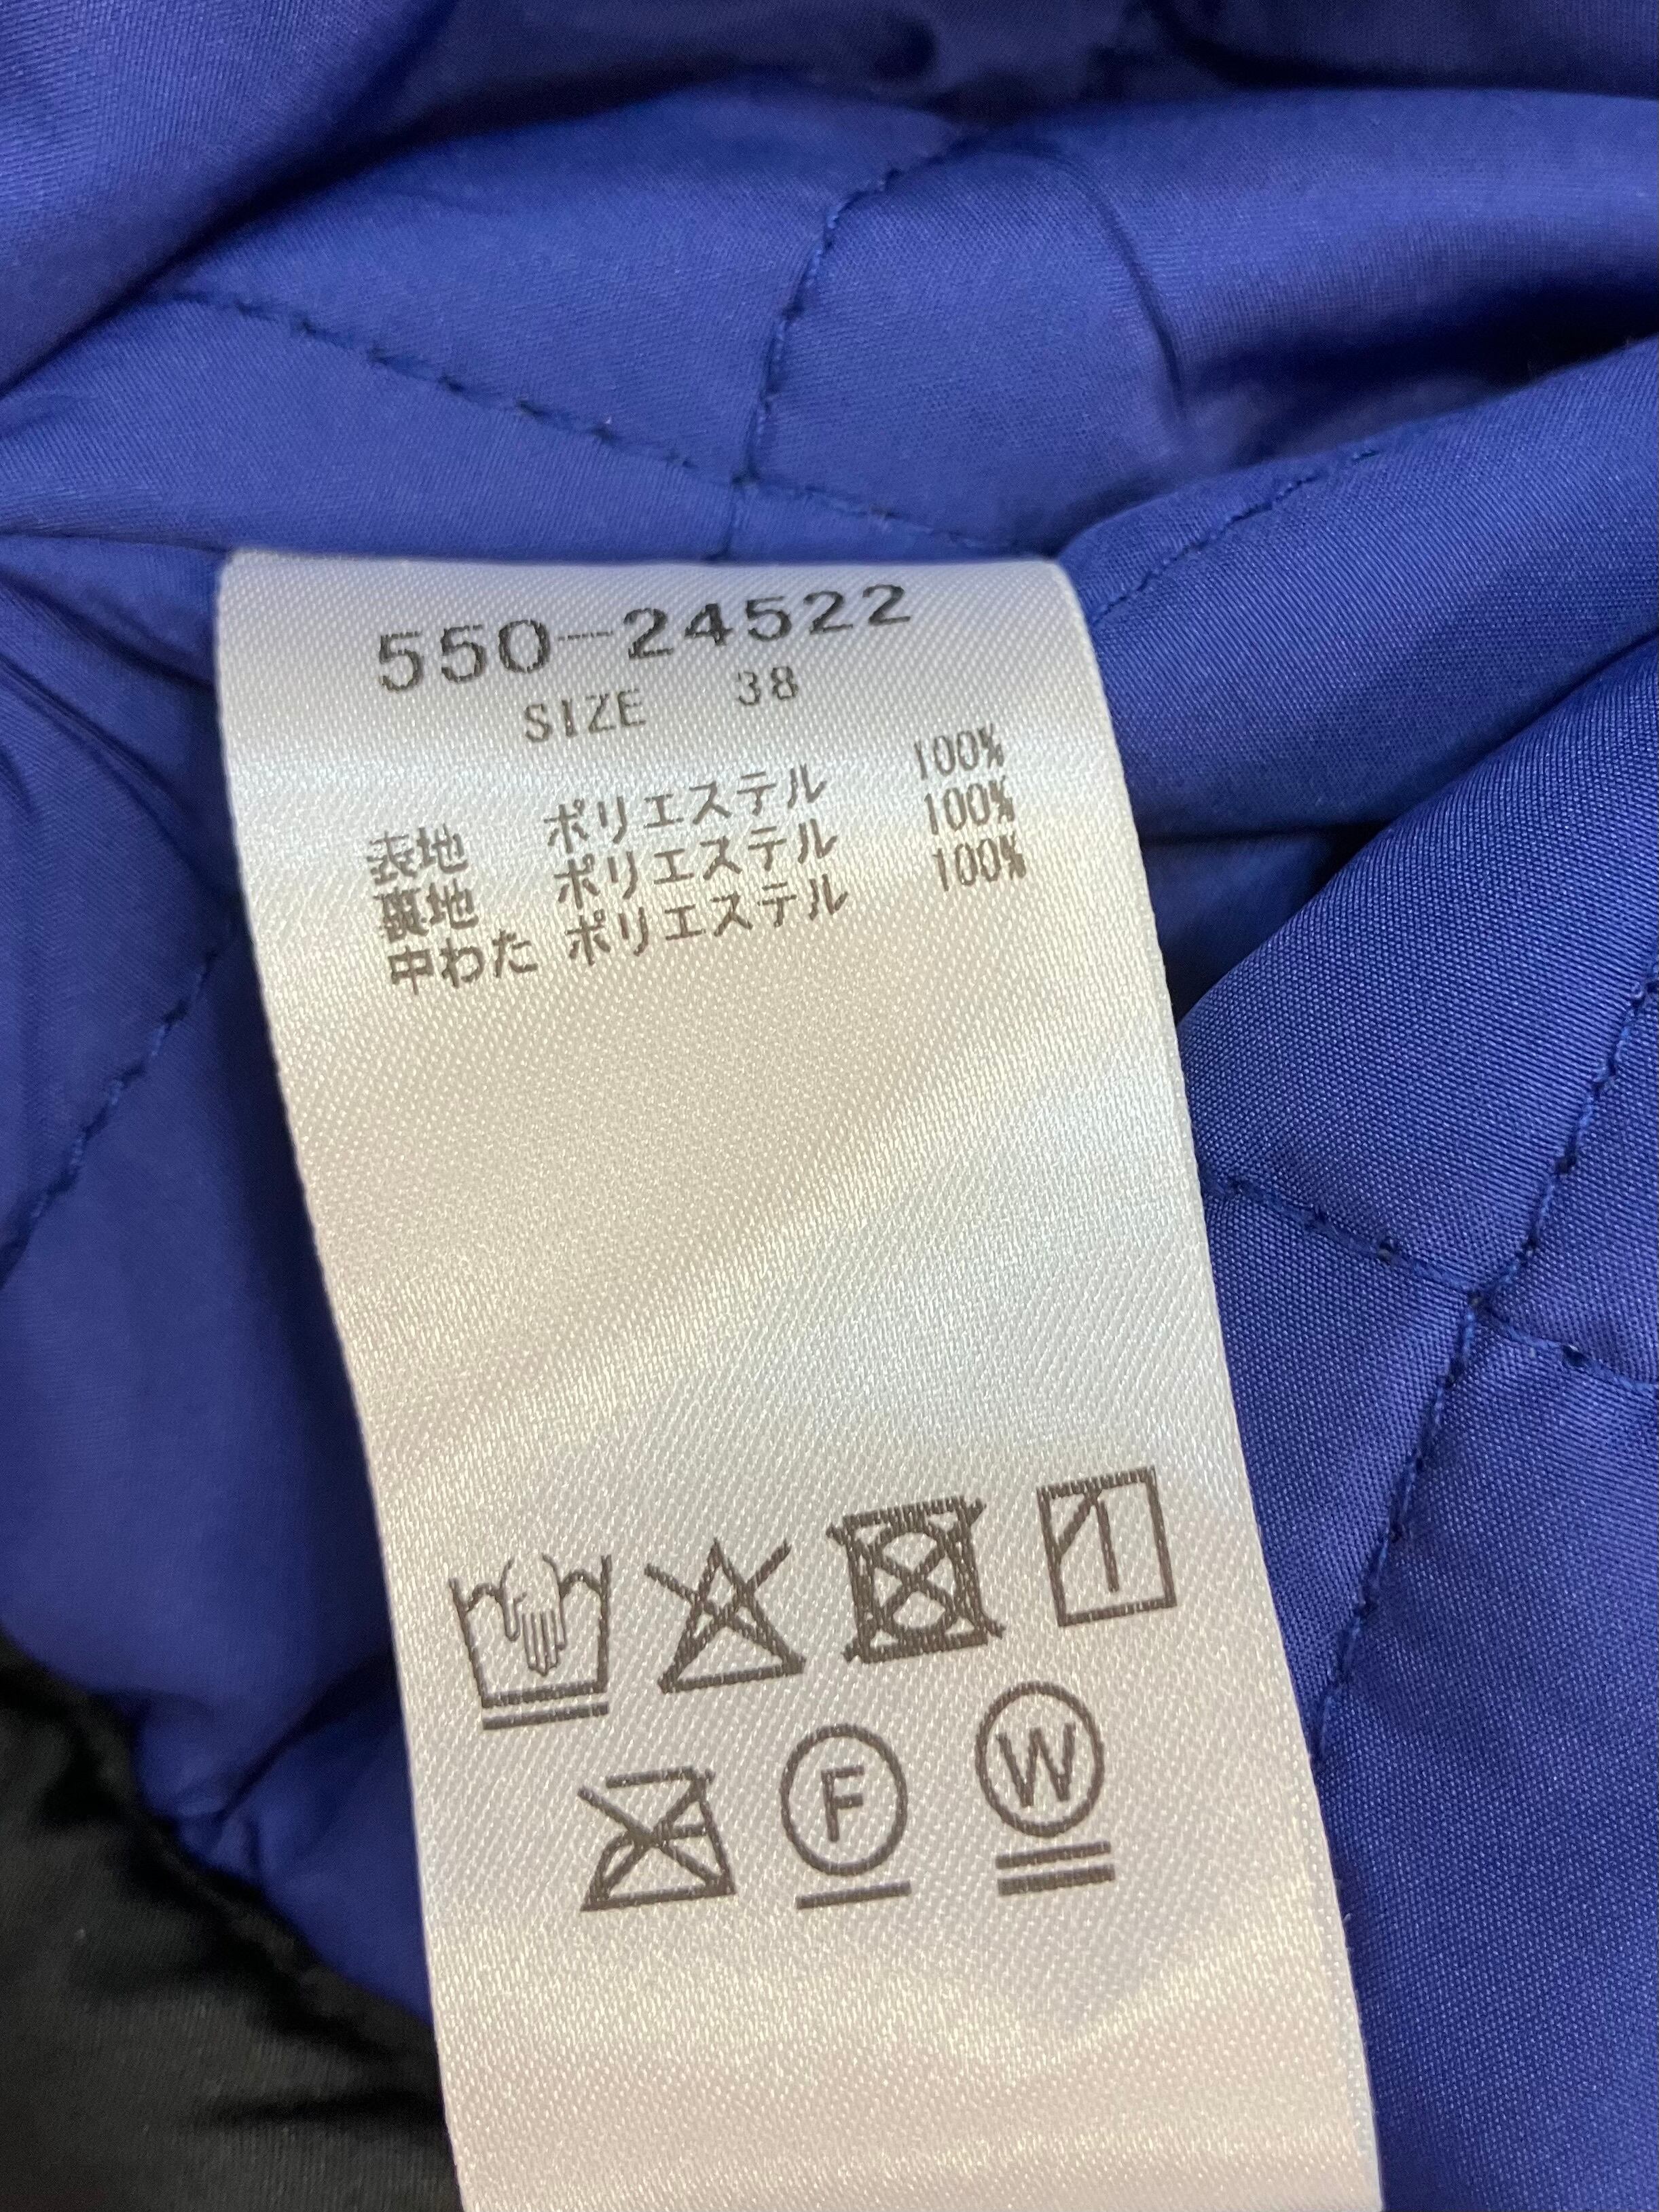 550-24522
SIZE 38
表地 ポリエステル 100%
裏地 ポリエステル 100%
中わた ポリエステル 100%
F
W